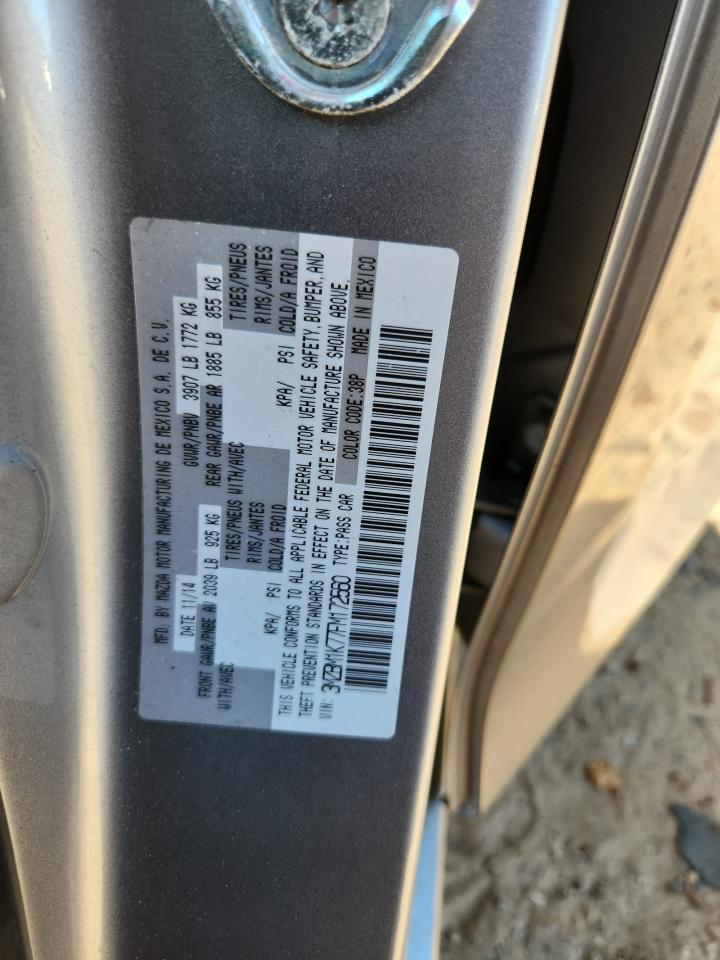 MFD. BY MAZDA MOTOR MANUFACTURING DE MEXICO S.A. DE C.V.
DATE 11/14 GVWR/PNBV 3907 LB 1772 KG
FRONT GAWR/PNBE AV 2039 LB 925 KG REAR GAWR/PNBE AR 1885 LB 855 KG
WITH/AVEC TIRES/PNEUS WITH/AVEC TIRES/PNEUS
RIMS/JANTES RIMS/JANTES
KPA/ PSI COLD/A FROID KPA/ PSI COLD/A FROID
THIS VEHICLE CONFORMS TO ALL APPLICABLE FEDERAL MOTOR VEHICLE SAFETY, BUMPER, AND
THEFT PREVENTION STANDARDS IN EFFECT ON THE DATE OF MANUFACTURE SHOWN ABOVE.
VIN: 3MZBM1K77FM172560 TYPE:PASS CAR COLOR CODE:38P MADE IN MEXICO